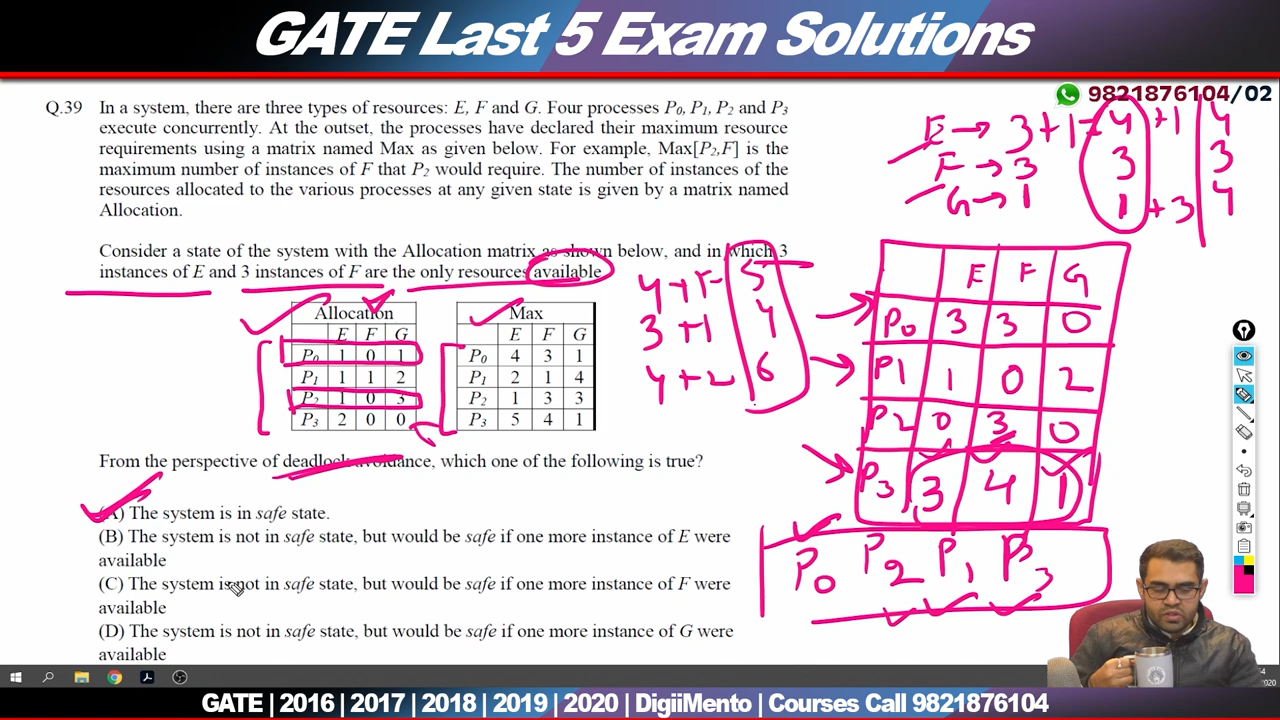 GATE Last 5 Exam Solutions
9821876104/02
Q.39 In a system, there are three types of resources: E, F and G. Four processes P0, P1, P2 and P3
execute concurrently. At the outset, the processes have declared their maximum resource
requirements using a matrix named Max as given below. For example, Max[P2,F] is the
maximum number of instances of F that P2 would require. The number of instances of the
resources allocated to the various processes at any given state is given by a matrix named
Allocation.
E → 3+1 = 4 +1 4
F → 3 3 3
G → 1 1 +3 4
Consider a state of the system with the Allocation matrix as shown below, and in which 3
instances of E and 3 instances of F are the only resources available
Allocation
E F G
P0 1 0 1
P1 1 1 2
P2 1 0 3
P3 2 0 0
Max
E F G
P0 4 3 1
P1 2 1 4
P2 1 3 3
P3 5 4 1
4+1= 5
3+1 4
4+2 6
E F G
P0 3 3 0
P1 1 0 2
P2 0 3 0
P3 3 4 1
From the perspective of deadlock avoidance, which one of the following is true?
(A) The system is in safe state.
(B) The system is not in safe state, but would be safe if one more instance of E were
available
(C) The system is not in safe state, but would be safe if one more instance of F were
available
(D) The system is not in safe state, but would be safe if one more instance of G were
available
P0 P2 P1 P3
2020
GATE | 2016 | 2017 | 2018 | 2019 | 2020 | DigiiMento | Courses Call 9821876104